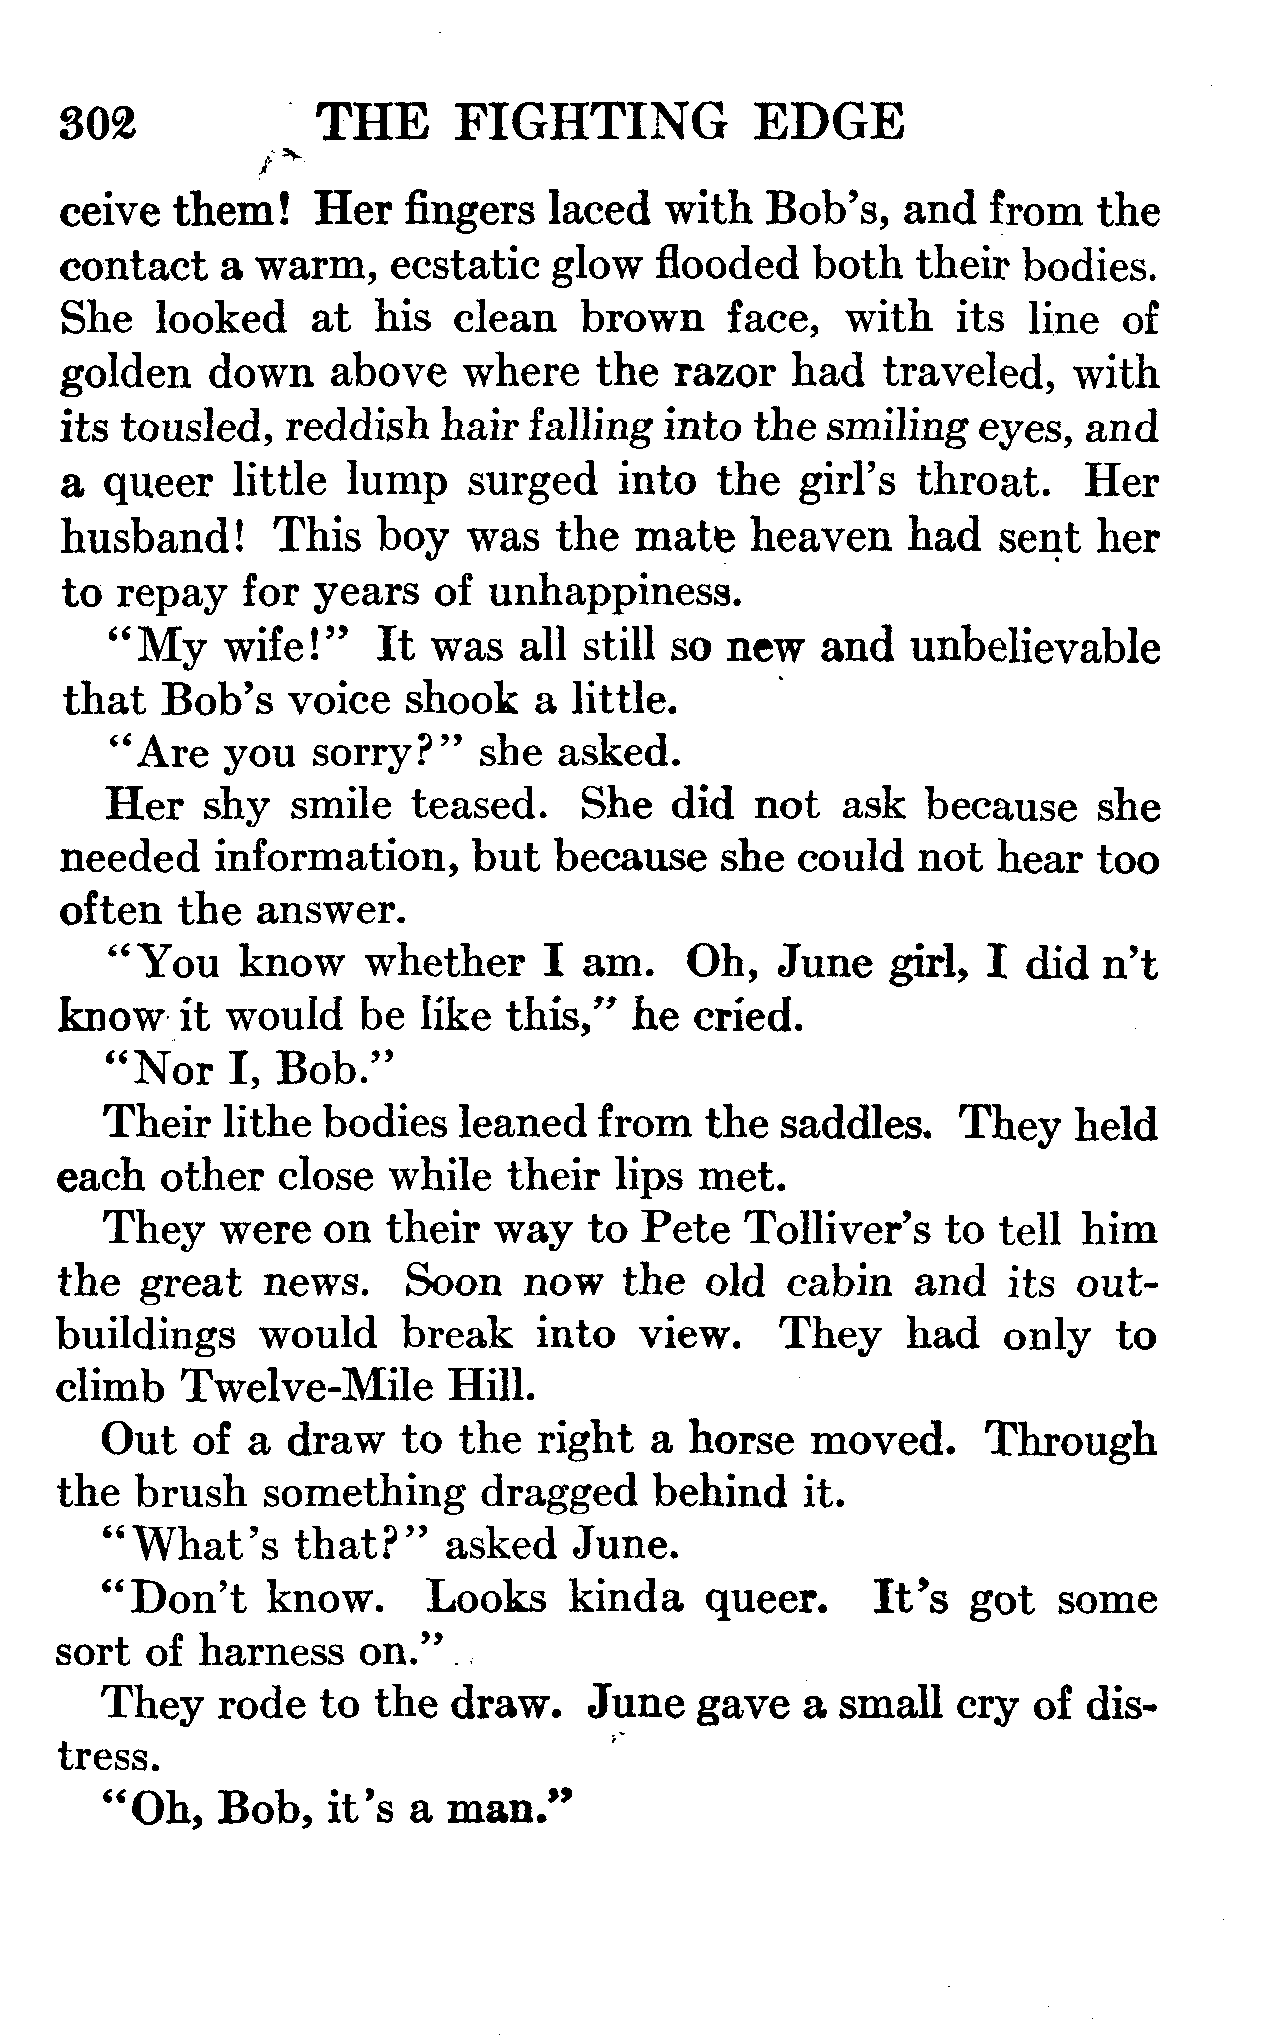 302 THE FIGHTING EDGE
ceive them! Her fingers laced with Bob's, and from the
contact a warm, ecstatic glow flooded both their bodies.
She looked at his clean brown face, with its line of
golden down above where the razor had traveled, with
its tousled, reddish hair falling into the smiling eyes, and
a queer little lump surged into the girl's throat. Her
husband! This boy was the mate heaven had sent her
to repay for years of unhappiness.
"My wife!" It was all still so new and unbelievable
that Bob's voice shook a little.
"Are you sorry?" she asked.
Her shy smile teased. She did not ask because she
needed information, but because she could not hear too
often the answer.
"You know whether I am. Oh, June girl, I did n't
know it would be like this," he cried.
"Nor I, Bob."
Their lithe bodies leaned from the saddles. They held
each other close while their lips met.
They were on their way to Pete Tolliver's to tell him
the great news. Soon now the old cabin and its out-
buildings would break into view. They had only to
climb Twelve-Mile Hill.
Out of a draw to the right a horse moved. Through
the brush something dragged behind it.
"What's that?" asked June.
"Don't know. Looks kinda queer. It's got some
sort of harness on."
They rode to the draw. June gave a small cry of dis-
tress.
"Oh, Bob, it's a man."